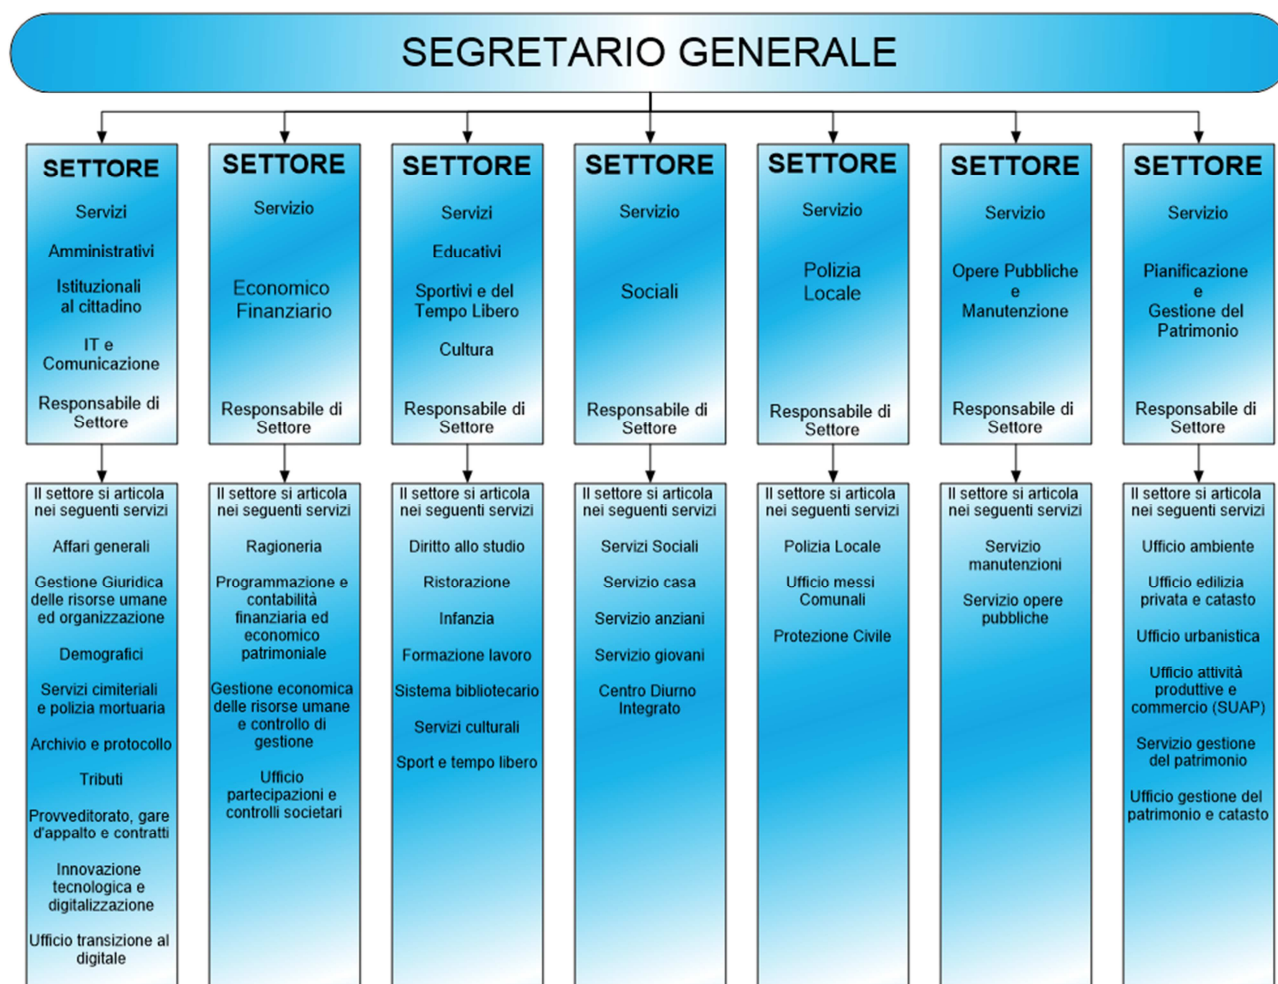 SEGRETARIO GENERALE
SETTORE
Servizi
Amministrativi
Istituzionali
al cittadino
IT e
Comunicazione
Responsabile di
Settore
SETTORE
Servizio
Economico
Finanziario
Responsabile di
Settore
SETTORE
Servizi
Educativi
Sportivi e del
Tempo Libero
Cultura
Responsabile di
Settore
SETTORE
Servizio
Sociali
Responsabile di
Settore
SETTORE
Servizio
Polizia
Locale
Responsabile di
Settore
SETTORE
Servizio
Opere Pubbliche
e
Manutenzione
Responsabile di
Settore
SETTORE
Servizio
Pianificazione
e
Gestione del
Patrimonio
Responsabile di
Settore
Il settore si articola
nei seguenti servizi
Affari generali
Gestione Giuridica
delle risorse umane
ed organizzazione
Demografici
Servizi cimiteriali
e polizia mortuaria
Archivio e protocollo
Tributi
Provveditorato, gare
d'appalto e contratti
Innovazione
tecnologica e
digitalizzazione
Ufficio transizione al
digitale
Il settore si articola
nei seguenti servizi
Ragioneria
Programmazione e
contabilità
finanziaria ed
economico
patrimoniale
Gestione economica
delle risorse umane
e controllo di
gestione
Ufficio
partecipazioni e
controlli societari
Il settore si articola
nei seguenti servizi
Diritto allo studio
Ristorazione
Infanzia
Formazione lavoro
Sistema bibliotecario
Servizi culturali
Sport e tempo libero
Il settore si articola
nei seguenti servizi
Servizi Sociali
Servizio casa
Servizio anziani
Servizio giovani
Centro Diurno
Integrato
Il settore si articola
nei seguenti servizi
Polizia Locale
Ufficio messi
Comunali
Protezione Civile
Il settore si articola
nei seguenti servizi
Servizio
manutenzioni
Servizio opere
pubbliche
Il settore si articola
nei seguenti servizi
Ufficio ambiente
Ufficio edilizia
privata e catasto
Ufficio urbanistica
Ufficio attività
produttive e
commercio (SUAP)
Servizio gestione
del patrimonio
Ufficio gestione del
patrimonio e catasto